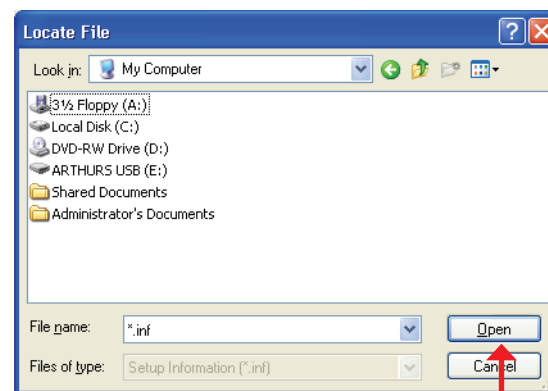 Locate File
Look in: My Computer
3½ Floppy (A:)
Local Disk (C:)
DVD-RW Drive (D:)
ARTHURS USB (E:)
Shared Documents
Administrator's Documents
File name: *.inf Open
Files of type: Setup Information (*.inf) Cancel